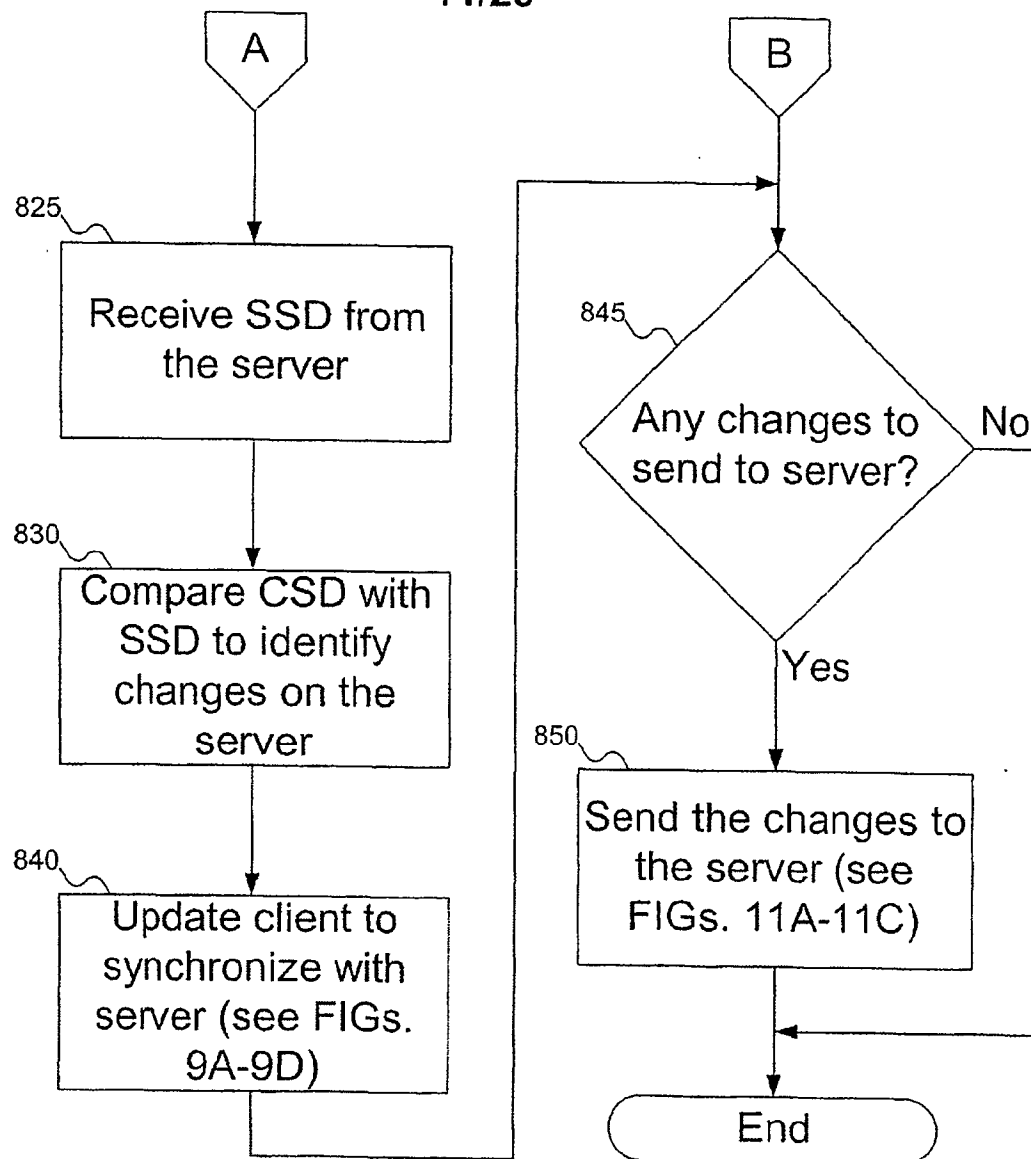 A
825
Receive SSD from
the server
830
Compare CSD with
SSD to identify
changes on the
server
840
Update client to
synchronize with
server (see FIGs.
9A-9D)
B
845
Any changes to
send to server?
No
Yes
850
Send the changes to
the server (see
FIGs. 11A-11C)
End